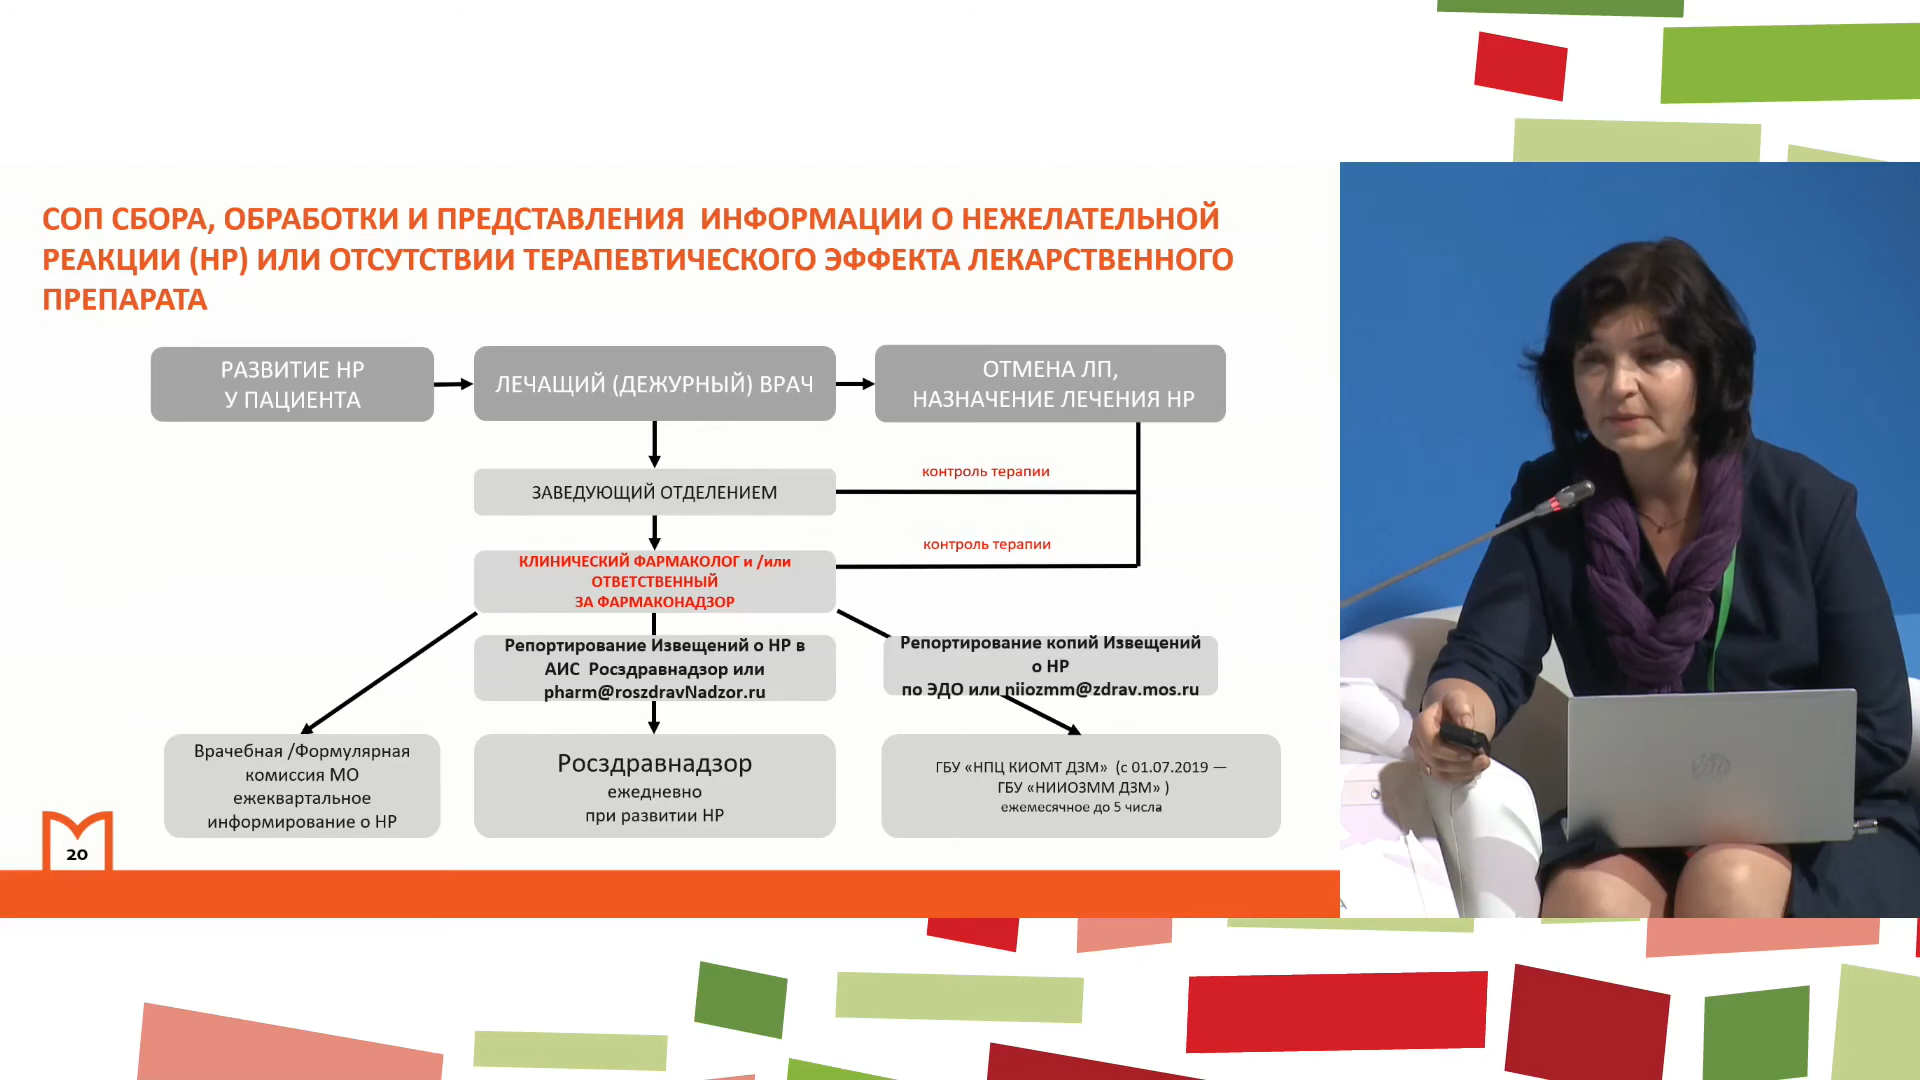 СОП СБОРА, ОБРАБОТКИ И ПРЕДСТАВЛЕНИЯ ИНФОРМАЦИИ О НЕЖЕЛАТЕЛЬНОЙ
РЕАКЦИИ (НР) ИЛИ ОТСУТСТВИИ ТЕРАПЕВТИЧЕСКОГО ЭФФЕКТА ЛЕКАРСТВЕННОГО
ПРЕПАРАТА
РАЗВИТИЕ НР
У ПАЦИЕНТА
ЛЕЧАЩИЙ (ДЕЖУРНЫЙ) ВРАЧ
ОТМЕНА ЛП,
НАЗНАЧЕНИЕ ЛЕЧЕНИЯ НР
контроль терапии
ЗАВЕДУЮЩИЙ ОТДЕЛЕНИЕМ
контроль терапии
КЛИНИЧЕСКИЙ ФАРМАКОЛОГ и /или
ОТВЕТСТВЕННЫЙ
ЗА ФАРМАКОНАДЗОР
Репортирование Извещений о НР в
АИС Росздравнадзор или
pharm@roszdravNadzor.ru
Репортирование копий Извещений
о НР
по ЭДО или niiozmm@zdrav.mos.ru
Врачебная /Формулярная
комиссия МО
ежеквартальное
информирование о НР
Росздравнадзор
ежедневно
при развитии НР
ГБУ «НПЦ КИОМТ ДЗМ» (с 01.07.2019 —
ГБУ «НИИОЗММ ДЗМ» )
ежемесячное до 5 числа
20
hp